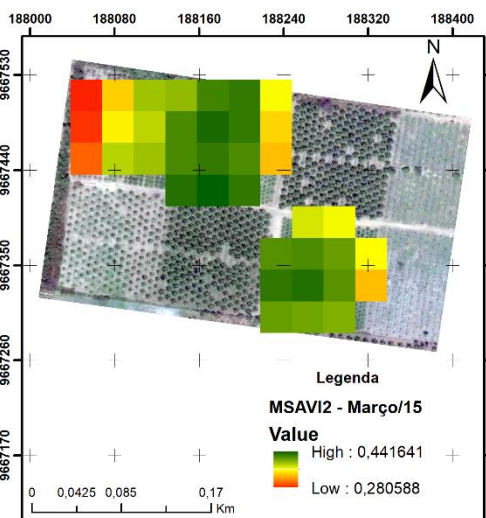 188000 188080 188160 188240 188320 188400
N
9667530
9667440
9667350
9667260
9667170
Legenda
MSAVI2 - Março/15
Value
High : 0,441641
Low : 0,280588
0 0,0425 0,085 0,17
Km